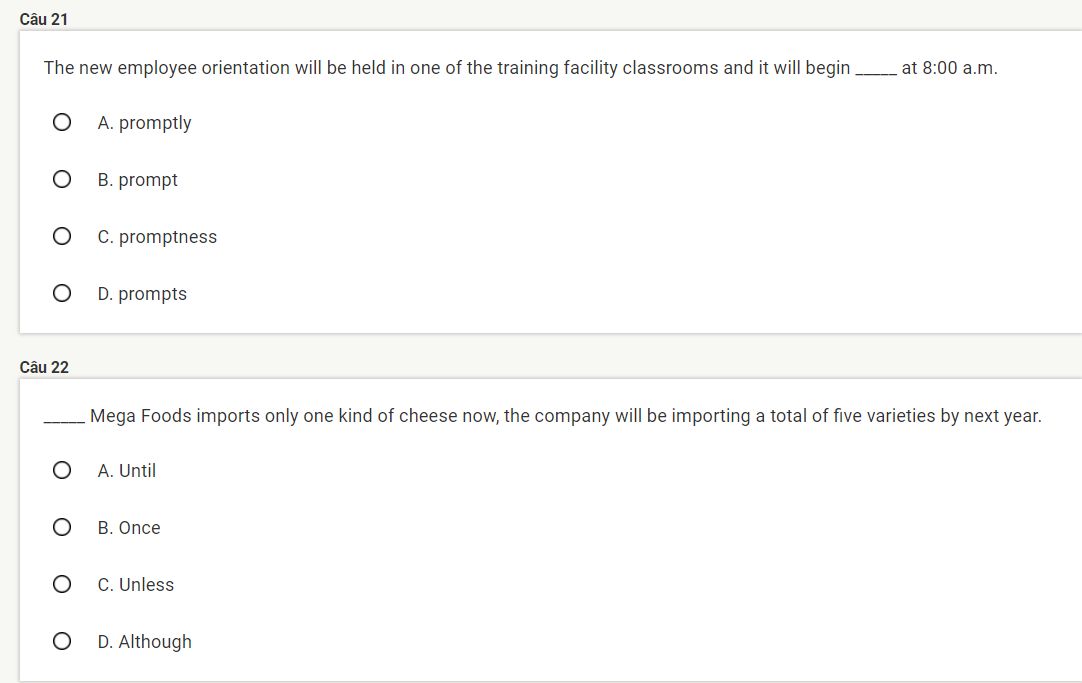 Câu 21
The new employee orientation will be held in one of the training facility classrooms and it will begin _____ at 8:00 a.m.
A. promptly
B. prompt
C. promptness
D. prompts
Câu 22
_____ Mega Foods imports only one kind of cheese now, the company will be importing a total of five varieties by next year.
A. Until
B. Once
C. Unless
D. Although